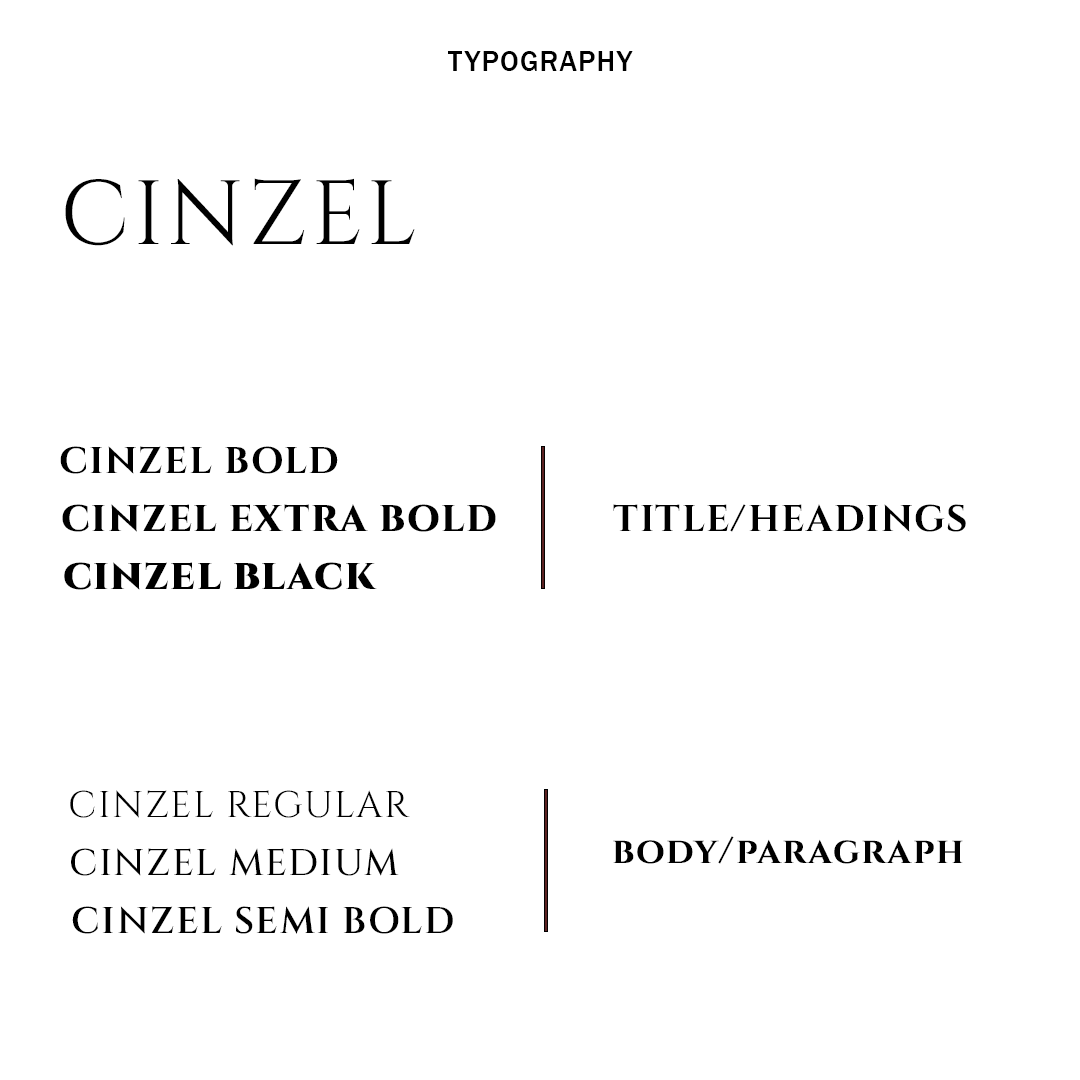 TYPOGRAPHY
CINZEL
CINZEL BOLD
CINZEL EXTRA BOLD
CINZEL BLACK
TITLE/HEADINGS
CINZEL REGULAR
CINZEL MEDIUM
CINZEL SEMI BOLD
BODY/PARAGRAPH